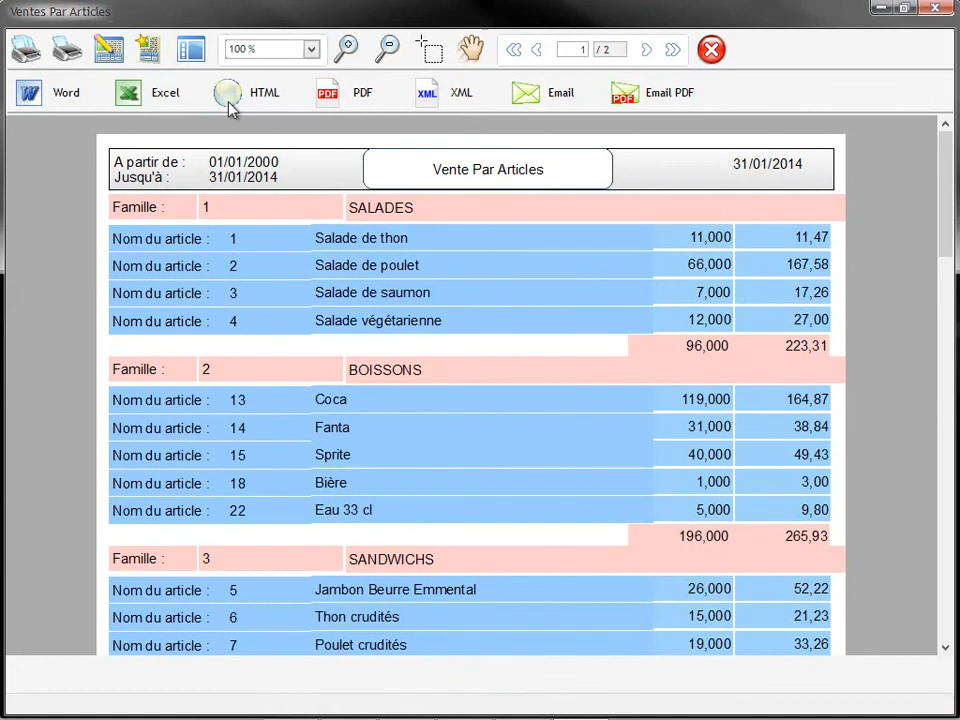 Ventes Par Articles
100 %
1 / 2
Word Excel HTML PDF PDF XML XML Email PDF Email PDF
A partir de : 01/01/2000
Jusqu'à : 31/01/2014
Vente Par Articles
31/01/2014
Famille : 1 SALADES
Nom du article : 1 Salade de thon 11,000 11,47
Nom du article : 2 Salade de poulet 66,000 167,58
Nom du article : 3 Salade de saumon 7,000 17,26
Nom du article : 4 Salade végétarienne 12,000 27,00
96,000 223,31
Famille : 2 BOISSONS
Nom du article : 13 Coca 119,000 164,87
Nom du article : 14 Fanta 31,000 38,84
Nom du article : 15 Sprite 40,000 49,43
Nom du article : 18 Bière 1,000 3,00
Nom du article : 22 Eau 33 cl 5,000 9,80
196,000 265,93
Famille : 3 SANDWICHS
Nom du article : 5 Jambon Beurre Emmental 26,000 52,22
Nom du article : 6 Thon crudités 15,000 21,23
Nom du article : 7 Poulet crudités 19,000 33,26